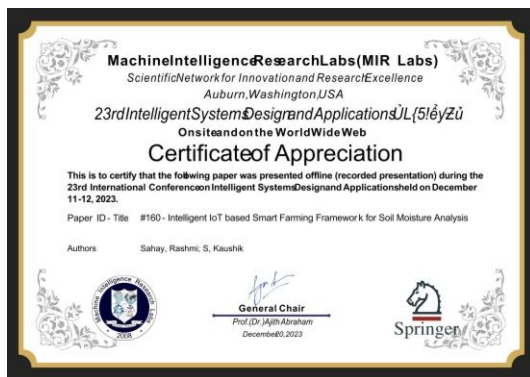 MachineIntelligenceResearchLabs(MIR Labs)
ScientificNetwork for Innovationand ResearchExcellence
Auburn,Washington,USA
23rdIntelligentSystemsDesignandApplications
OnsiteandontheWorldWideWeb
Certificateof Appreciation
This is to certify that the following paper was presented offline (recorded presentation) during the
23rd International Conferenceon Intelligent SystemsDesignand Applicationsheld on December
11-12, 2023.
Paper ID - Title #160 - Intelligent IoT based Smart Farming Framework for Soil Moisture Analysis
Authors Sahay, Rashmi; S, Kaushik
Machine Intelligence Research Labs
2008
General Chair
Prof.(Dr.)Ajith Abraham
December20,2023
Springer